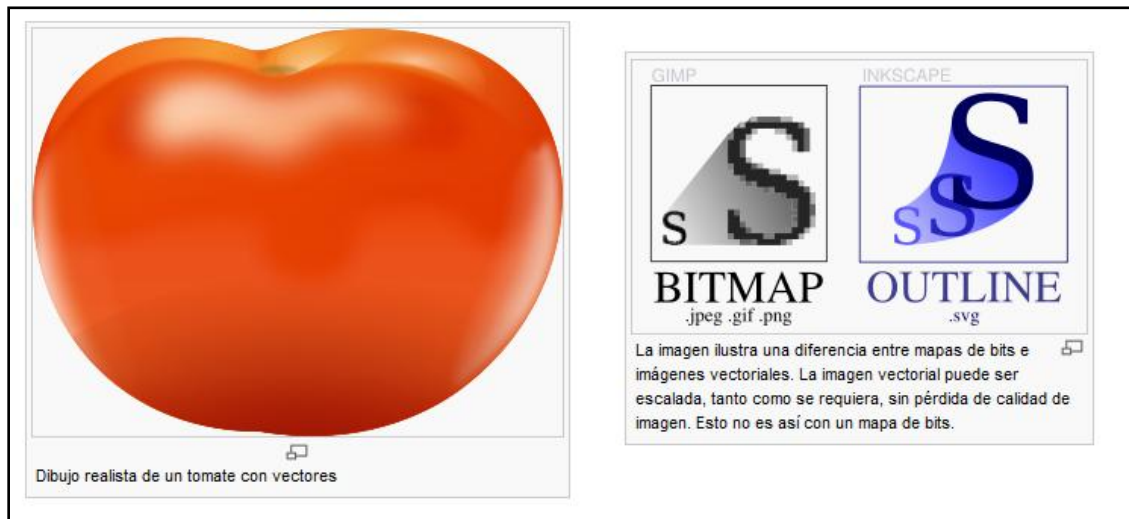 Dibujo realista de un tomate con vectores
GIMP
INKSCAPE
S
S
S
S
S
BITMAP
.jpeg .gif .png
OUTLINE
.svg
La imagen ilustra una diferencia entre mapas de bits e
imágenes vectoriales. La imagen vectorial puede ser
escalada, tanto como se requiera, sin pérdida de calidad de
imagen. Esto no es así con un mapa de bits.